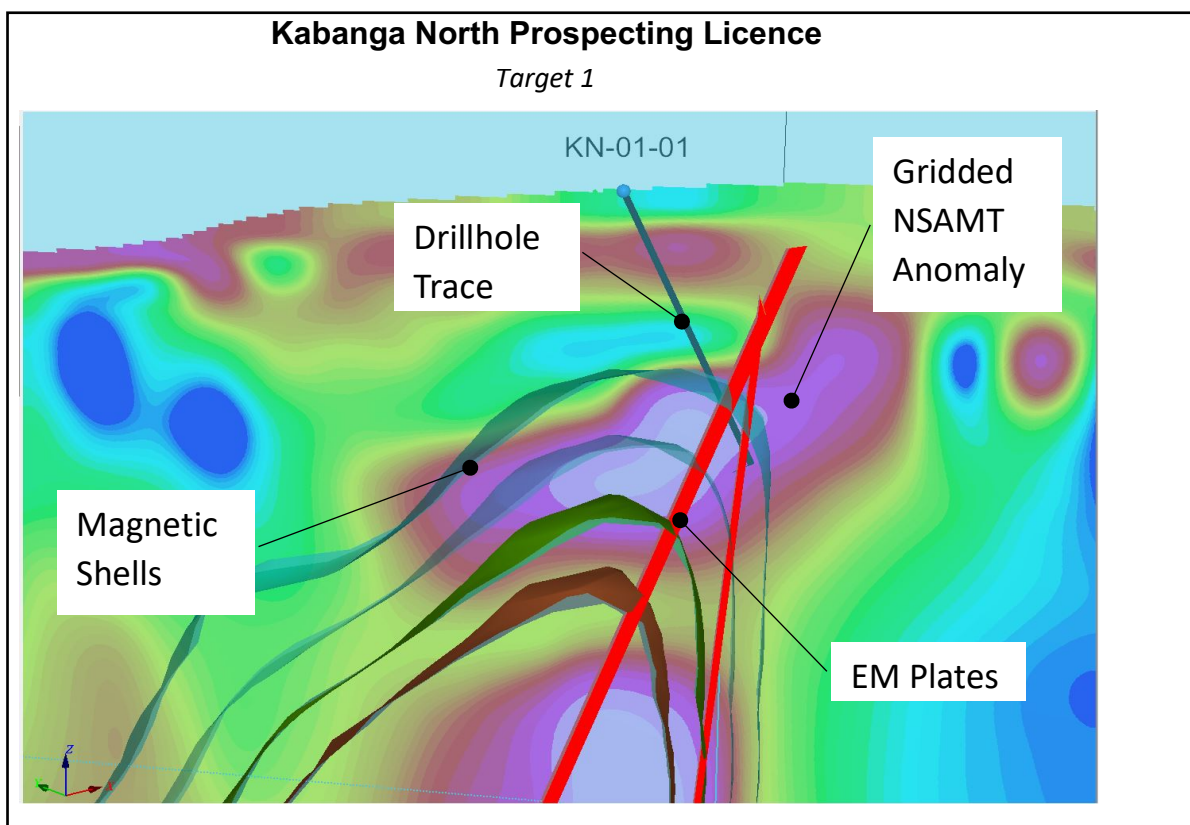 Kabanga North Prospecting Licence
Target 1
KN-01-01
Gridded
NSAMT
Anomaly
Drillhole
Trace
Magnetic
Shells
EM Plates
Z